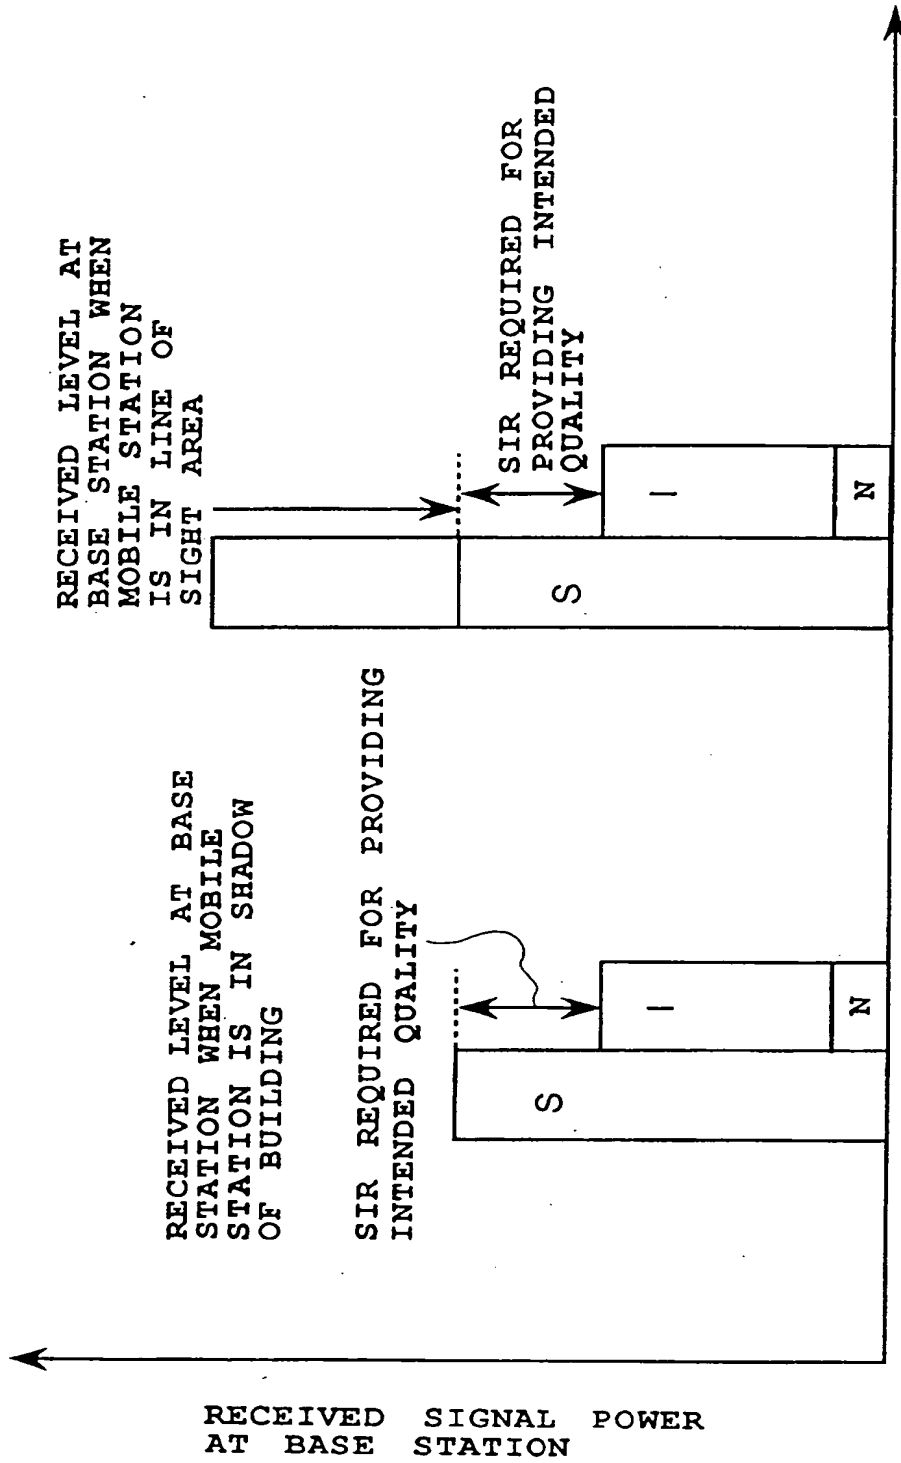 RECEIVED LEVEL AT
BASE STATION WHEN
MOBILE STATION
IS IN LINE OF
SIGHT AREA
SIR REQUIRED FOR
PROVIDING INTENDED
QUALITY
S
I
N
RECEIVED LEVEL AT BASE
STATION WHEN MOBILE
STATION IS IN SHADOW
OF BUILDING
SIR REQUIRED FOR PROVIDING
INTENDED QUALITY
S
I
N
RECEIVED SIGNAL POWER
AT BASE STATION